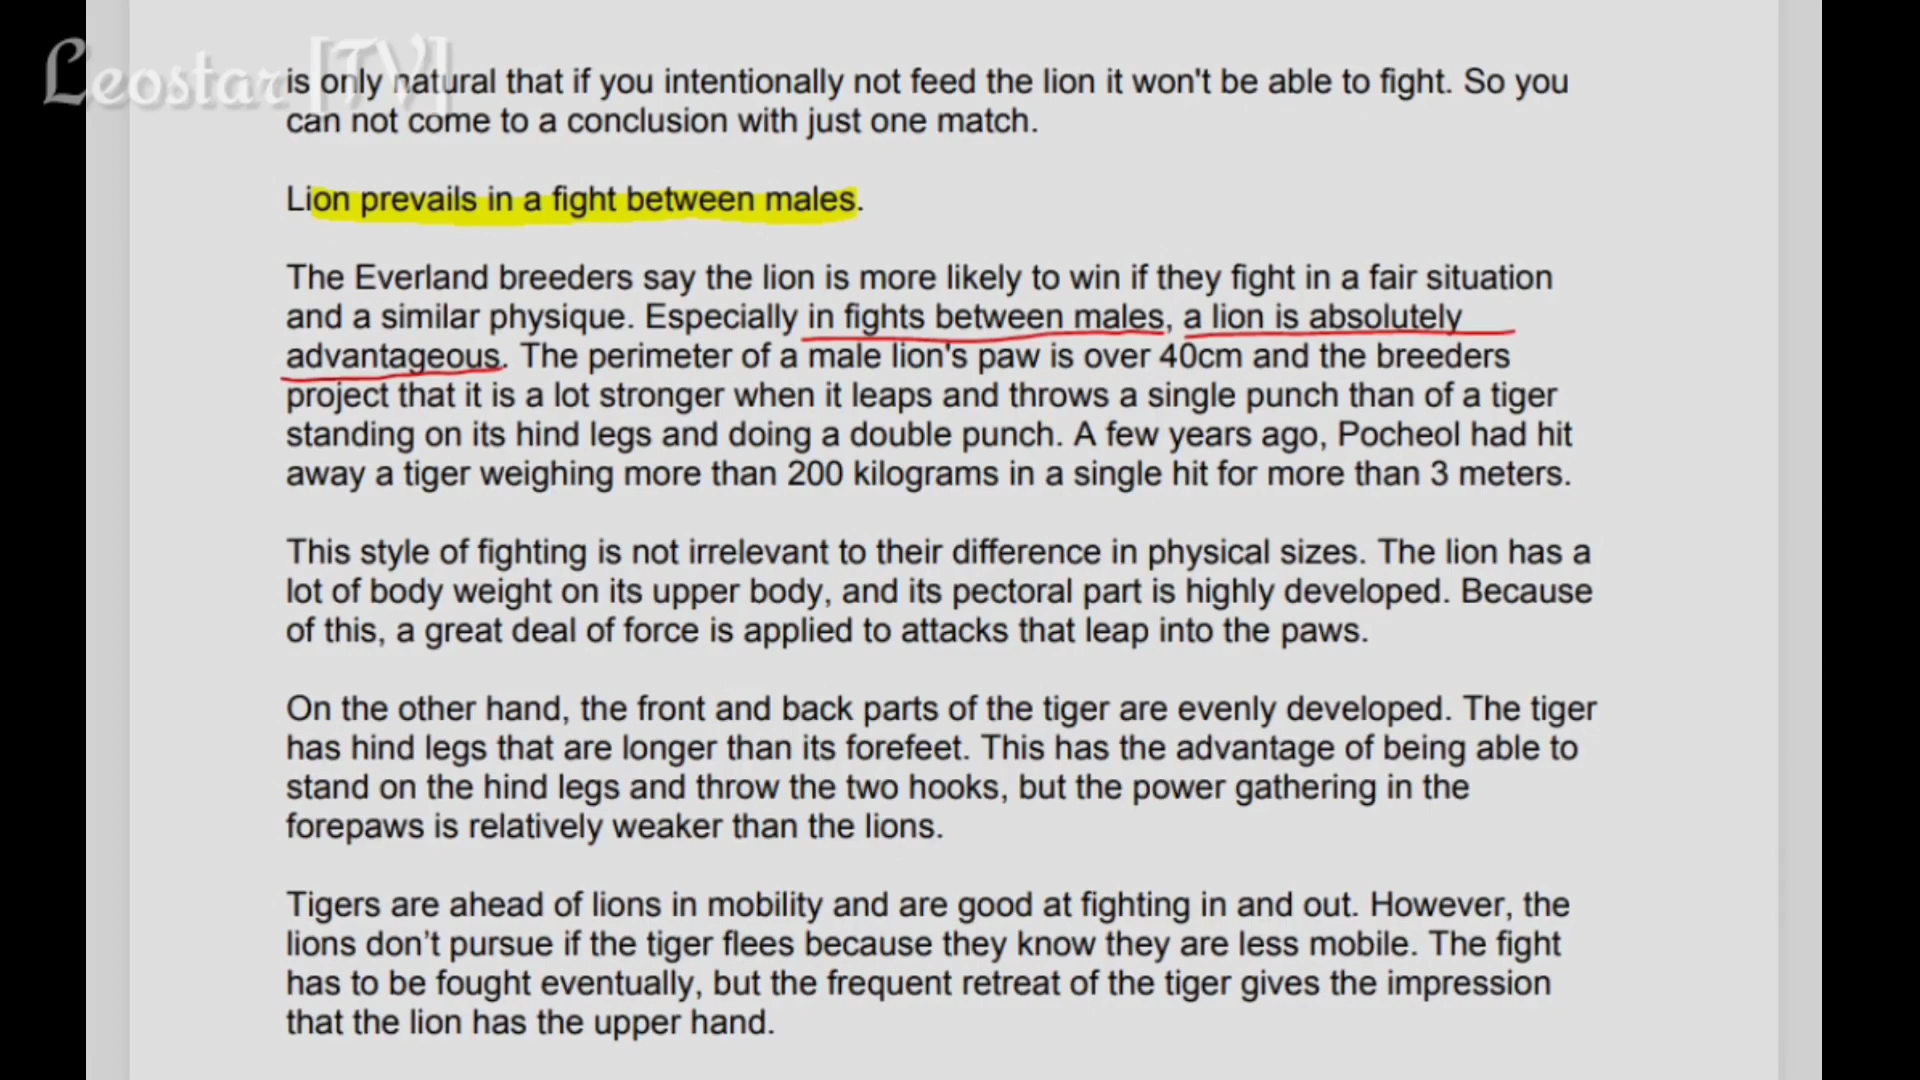 Leostar [TV]
is only natural that if you intentionally not feed the lion it won't be able to fight. So you
can not come to a conclusion with just one match.
Lion prevails in a fight between males.
The Everland breeders say the lion is more likely to win if they fight in a fair situation
and a similar physique. Especially in fights between males, a lion is absolutely
advantageous. The perimeter of a male lion's paw is over 40cm and the breeders
project that it is a lot stronger when it leaps and throws a single punch than of a tiger
standing on its hind legs and doing a double punch. A few years ago, Pocheol had hit
away a tiger weighing more than 200 kilograms in a single hit for more than 3 meters.
This style of fighting is not irrelevant to their difference in physical sizes. The lion has a
lot of body weight on its upper body, and its pectoral part is highly developed. Because
of this, a great deal of force is applied to attacks that leap into the paws.
On the other hand, the front and back parts of the tiger are evenly developed. The tiger
has hind legs that are longer than its forefeet. This has the advantage of being able to
stand on the hind legs and throw the two hooks, but the power gathering in the
forepaws is relatively weaker than the lions.
Tigers are ahead of lions in mobility and are good at fighting in and out. However, the
lions don’t pursue if the tiger flees because they know they are less mobile. The fight
has to be fought eventually, but the frequent retreat of the tiger gives the impression
that the lion has the upper hand.